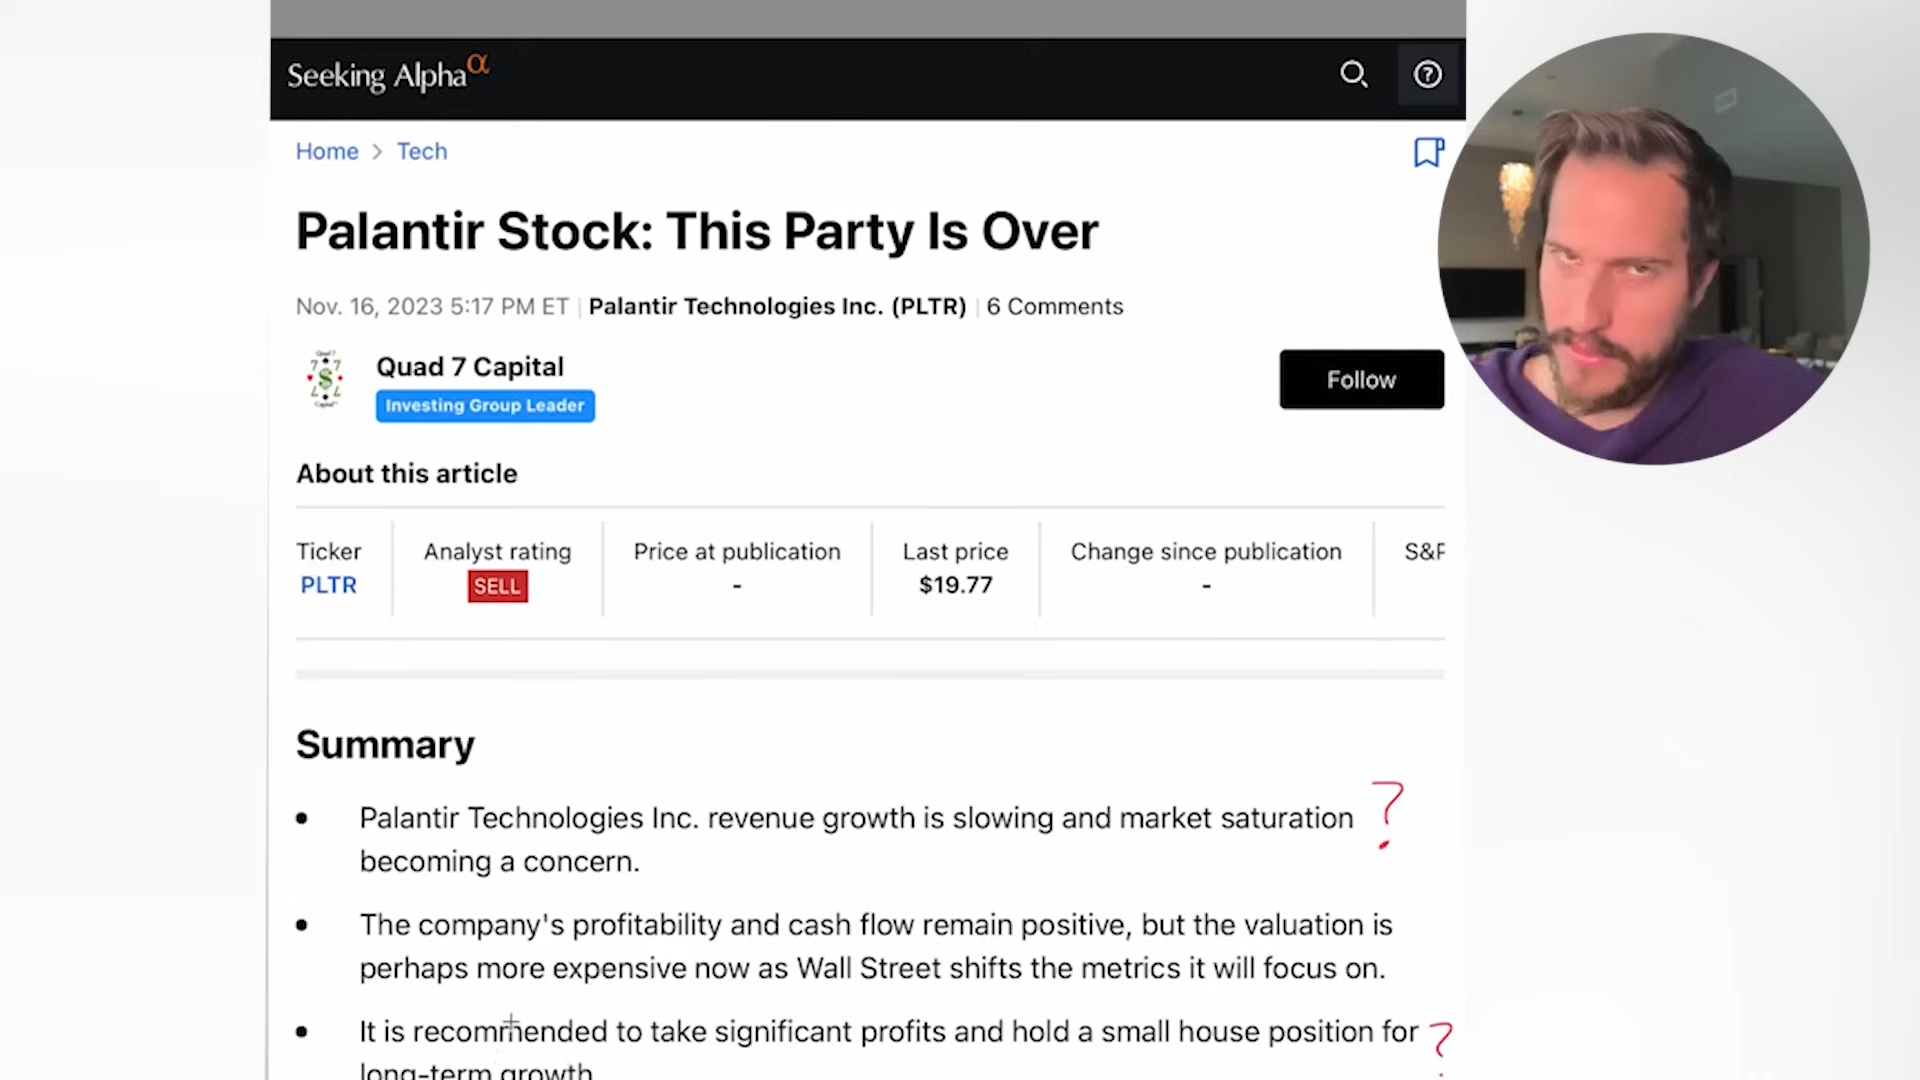 Seeking Alpha α
Home > Tech
Palantir Stock: This Party Is Over
Nov. 16, 2023 5:17 PM ET | Palantir Technologies Inc. (PLTR) | 6 Comments
Quad 7 Capital
Investing Group Leader
Follow
About this article
Ticker Analyst rating Price at publication Last price Change since publication S&P
PLTR SELL - $19.77 -
Summary
• Palantir Technologies Inc. revenue growth is slowing and market saturation ?
becoming a concern.
• The company's profitability and cash flow remain positive, but the valuation is
perhaps more expensive now as Wall Street shifts the metrics it will focus on.
• It is recommended to take significant profits and hold a small house position for ?
long-term growth.